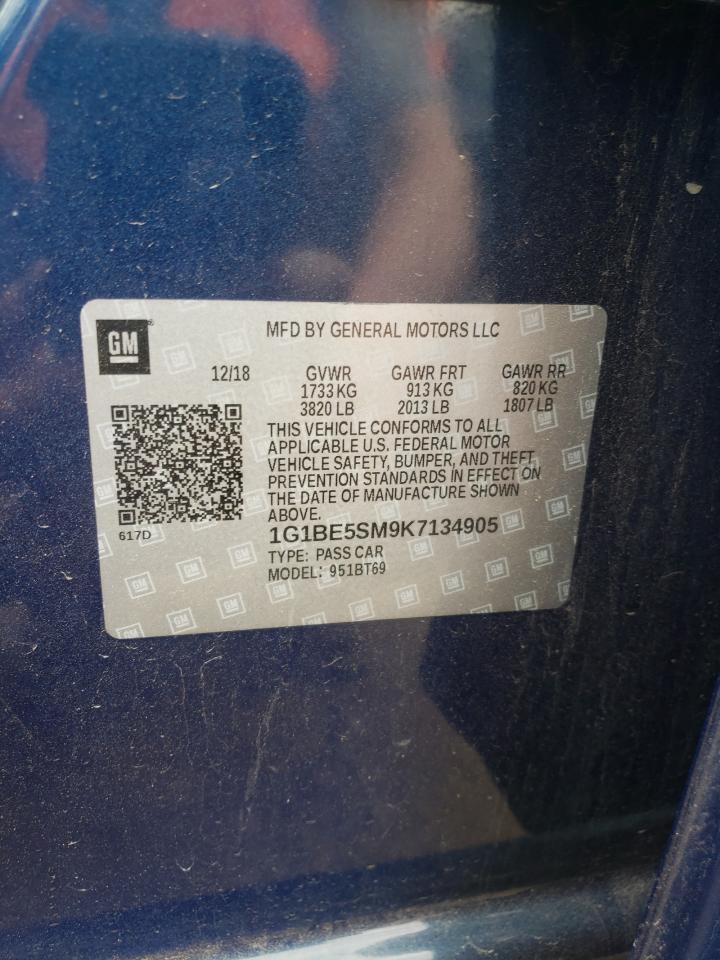 GM
MFD BY GENERAL MOTORS LLC
12/18 GVWR GAWR FRT GAWR RR
1733 KG 913 KG 820 KG
3820 LB 2013 LB 1807 LB
THIS VEHICLE CONFORMS TO ALL
APPLICABLE U.S. FEDERAL MOTOR
VEHICLE SAFETY, BUMPER, AND THEFT
PREVENTION STANDARDS IN EFFECT ON
THE DATE OF MANUFACTURE SHOWN
ABOVE.
617D
1G1BE5SM9K7134905
TYPE: PASS CAR
MODEL: 951BT69